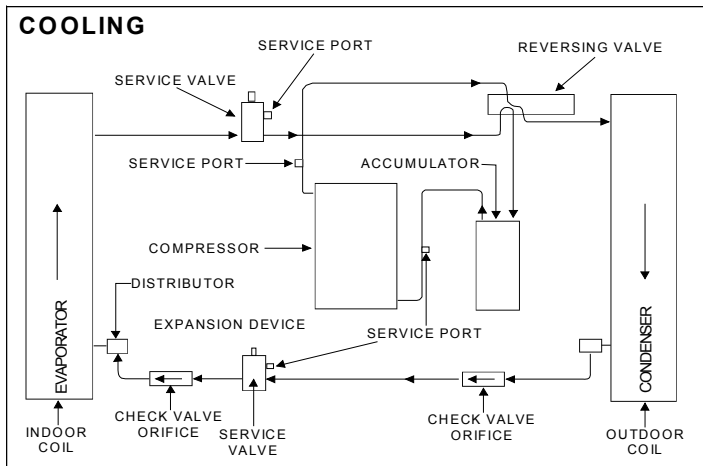 COOLING
SERVICE PORT
REVERSING VALVE
SERVICE VALVE
SERVICE PORT
ACCUMULATOR
COMPRESSOR
DISTRIBUTOR
EXPANSION DEVICE
SERVICE PORT
EVAPORATOR
CONDENSER
INDOOR
COIL
CHECK VALVE
ORIFICE
SERVICE
VALVE
CHECK VALVE
ORIFICE
OUTDOOR
COIL